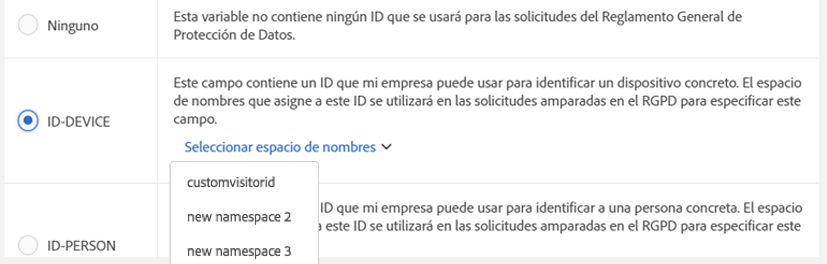 Ninguno
Esta variable no contiene ningún ID que se usará para las solicitudes del Reglamento General de
Protección de Datos.
ID-DEVICE
Este campo contiene un ID que mi empresa puede usar para identificar un dispositivo concreto. El espacio
de nombres que asigne a este ID se utilizará en las solicitudes amparadas en el RGPD para especificar este
campo.
Seleccionar espacio de nombres
customvisitorid
new namespace 2
new namespace 3
ID-PERSON
ID que mi empresa puede usar para identificar a una persona concreta. El espacio
a este ID se utilizará en las solicitudes amparadas en el RGPD para especificar este